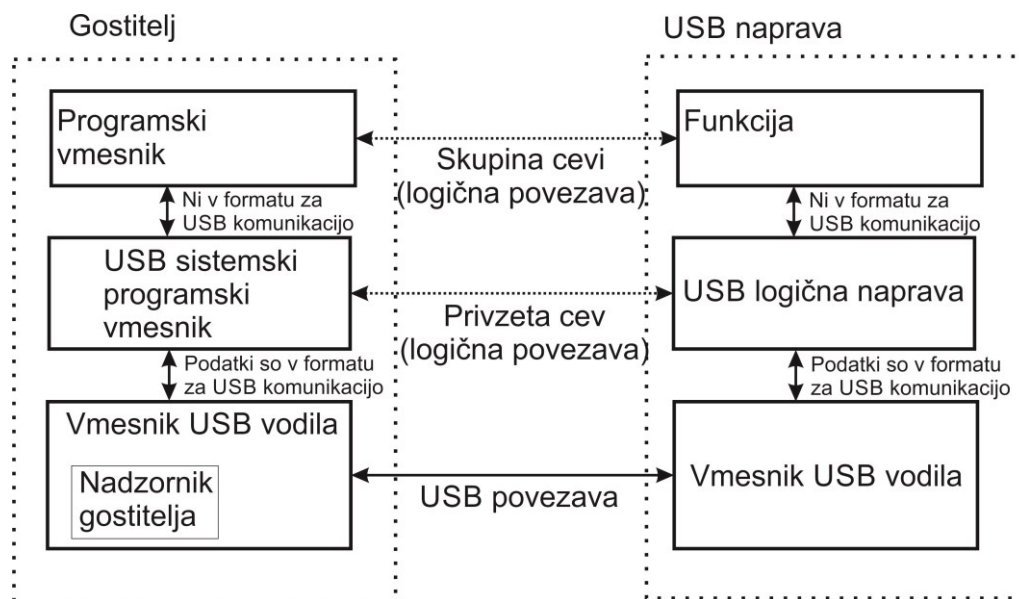 Gostitelj
USB naprava
Programski
vmesnik
Funkcija
Skupina cevi
(logična povezava)
Ni v formatu za
USB komunikacijo
Ni v formatu za
USB komunikacijo
USB sistemski
programski
vmesnik
USB logična naprava
Privzeta cev
(logična povezava)
Podatki so v formatu
za USB komunikacijo
Podatki so v formatu
za USB komunikacijo
Vmesnik USB vodila
Nadzornik
gostitelja
USB povezava
Vmesnik USB vodila